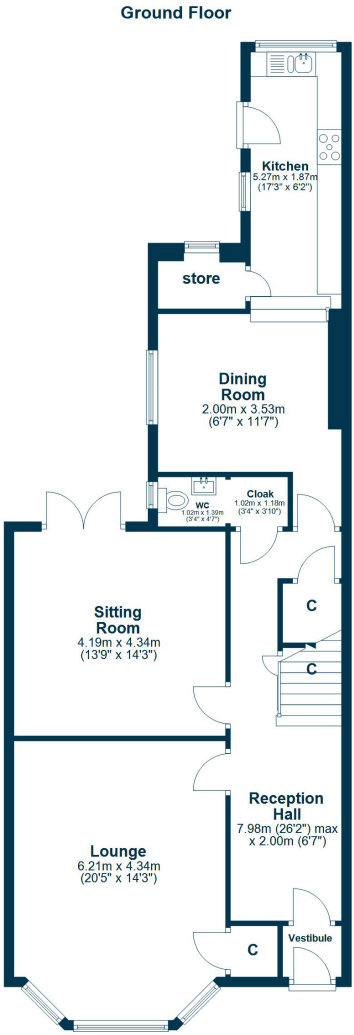 Ground Floor
Kitchen
5.27m x 1.87m
(17'3" x 6'2")
store
Dining
Room
2.00m x 3.53m
(6'7" x 11'7")
wc
1.02m x 1.39m
(3'4" x 4'7")
Cloak
1.02m x 1.18m
(3'4" x 3'10")
C
C
Sitting
Room
4.19m x 4.34m
(13'9" x 14'3")
Reception
Hall
7.98m (26'2") max
x 2.00m (6'7")
Lounge
6.21m x 4.34m
(20'5" x 14'3")
C
Vestibule